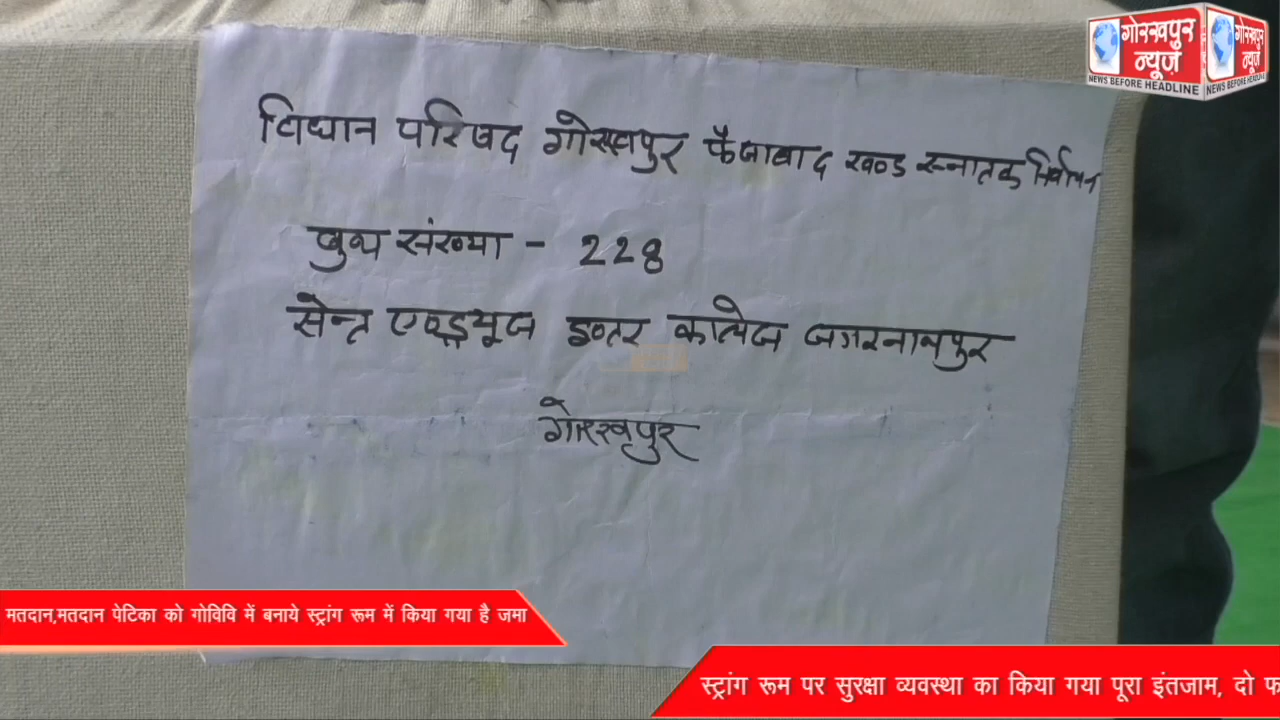 गोरखपुर
न्यूज़
NEWS BEFORE HEADLINE
गोरखपुर
न्यूज़
NEWS BEFORE HEADLINE
विधान परिषद गोरखपुर फैजाबाद खण्ड स्नातक निर्वाचन
बुथ संख्या - 228
सेन्ट एण्ड्रयूज इण्टर कालेज जगरनाथपुर
गोरखपुर
मतदान,मतदान पेटिका को गोविवि में बनाये स्ट्रांग रूम में किया गया है जमा
स्ट्रांग रूम पर सुरक्षा व्यवस्था का किया गया पूरा इंतजाम, दो